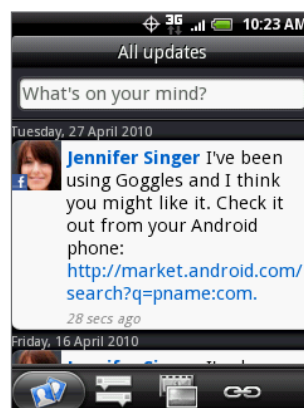 3G 10:23 AM
All updates
What's on your mind?
Tuesday, 27 April 2010
Jennifer Singer I've been
using Goggles and I think
you might like it. Check it
out from your Android
phone:
http://market.android.com/
search?q=pname:com.
28 secs ago
Friday, 16 April 2010